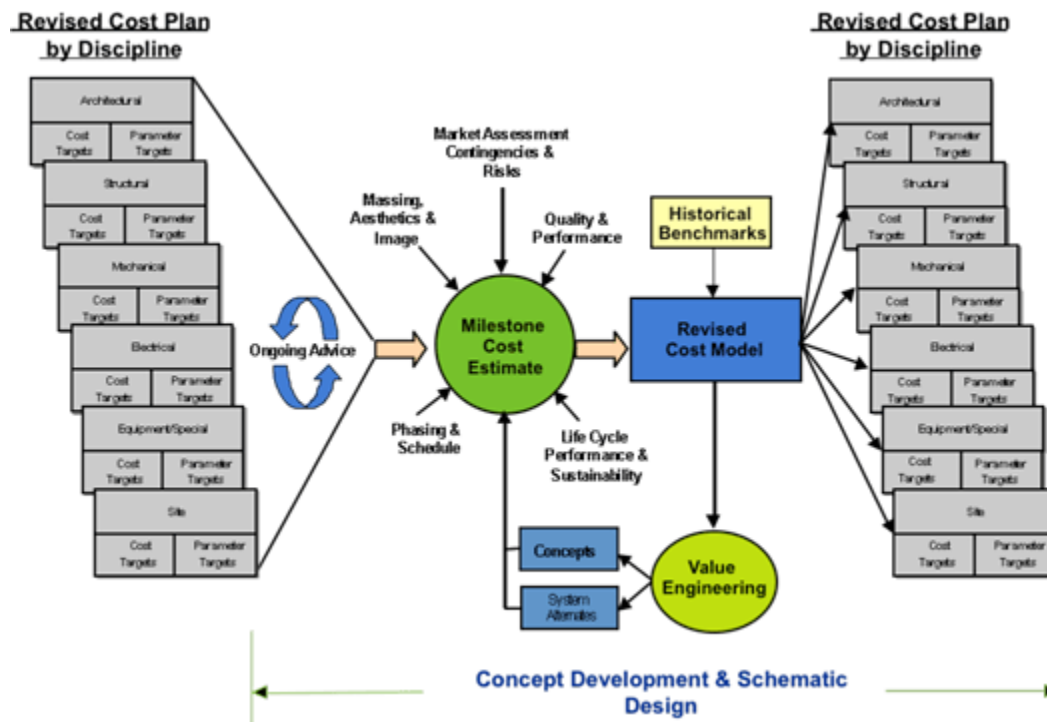 Revised Cost Plan
by Discipline
Architectural
Cost
Targets
Parameter
Targets
Structural
Cost
Targets
Parameter
Targets
Mechanical
Cost
Targets
Parameter
Targets
Electrical
Cost
Targets
Parameter
Targets
Equipment/Special
Cost
Targets
Parameter
Targets
Site
Cost
Targets
Parameter
Targets
Ongoing Advice
Market Assessment
Contingencies &
Risks
Massing,
Aesthetics &
Image
Quality &
Performance
Milestone
Cost
Estimate
Phasing &
Schedule
Life Cycle
Performance &
Sustainability
Historical
Benchmarks
Revised
Cost Model
Concepts
System
Alternates
Value
Engineering
Revised Cost Plan
by Discipline
Architectural
Cost
Targets
Parameter
Targets
Structural
Cost
Targets
Parameter
Targets
Mechanical
Cost
Targets
Parameter
Targets
Electrical
Cost
Targets
Parameter
Targets
Equipment/Special
Cost
Targets
Parameter
Targets
Site
Cost
Targets
Parameter
Targets
Concept Development & Schematic
Design